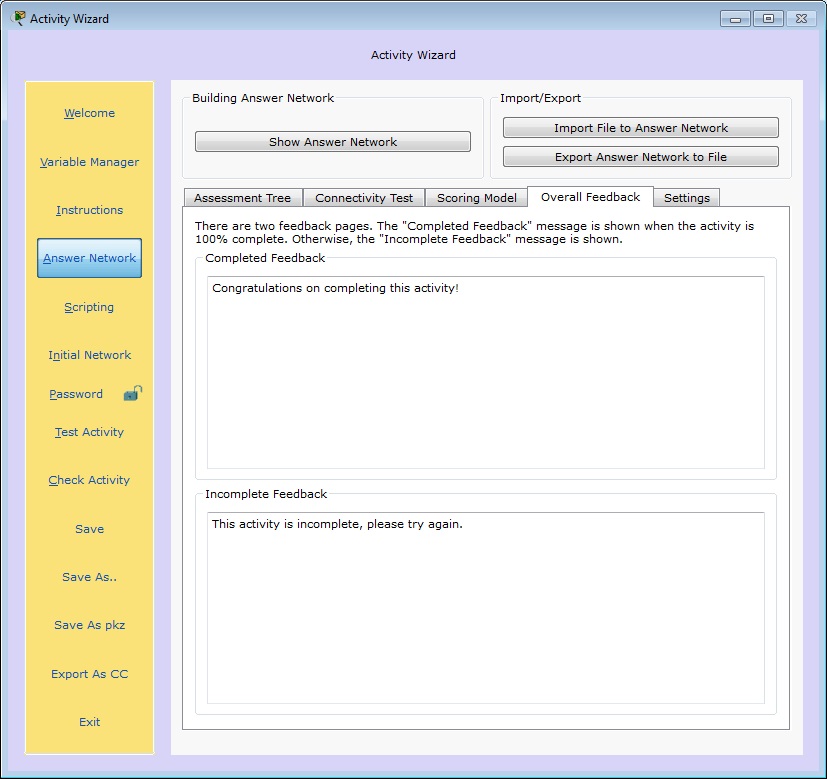 Activity Wizard
Activity Wizard
Welcome
Variable Manager
Instructions
Answer Network
Scripting
Initial Network
Password
Test Activity
Check Activity
Save
Save As..
Save As pkz
Export As CC
Exit
Building Answer Network
Show Answer Network
Import/Export
Import File to Answer Network
Export Answer Network to File
Assessment Tree Connectivity Test Scoring Model Overall Feedback Settings
There are two feedback pages. The "Completed Feedback" message is shown when the activity is
100% complete. Otherwise, the "Incomplete Feedback" message is shown.
Completed Feedback
Congratulations on completing this activity!
Incomplete Feedback
This activity is incomplete, please try again.